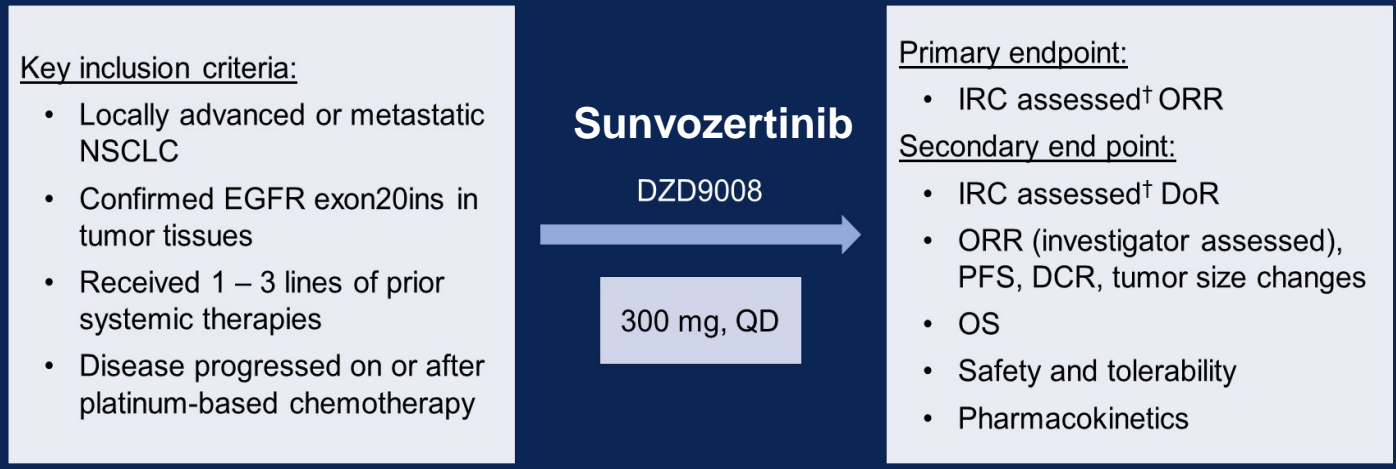 Key inclusion criteria:
• Locally advanced or metastatic
NSCLC
• Confirmed EGFR exon20ins in
tumor tissues
• Received 1 – 3 lines of prior
systemic therapies
• Disease progressed on or after
platinum-based chemotherapy
Sunvozertinib
DZD9008
300 mg, QD
Primary endpoint:
• IRC assessed† ORR
Secondary end point:
• IRC assessed† DoR
• ORR (investigator assessed),
PFS, DCR, tumor size changes
• OS
• Safety and tolerability
• Pharmacokinetics